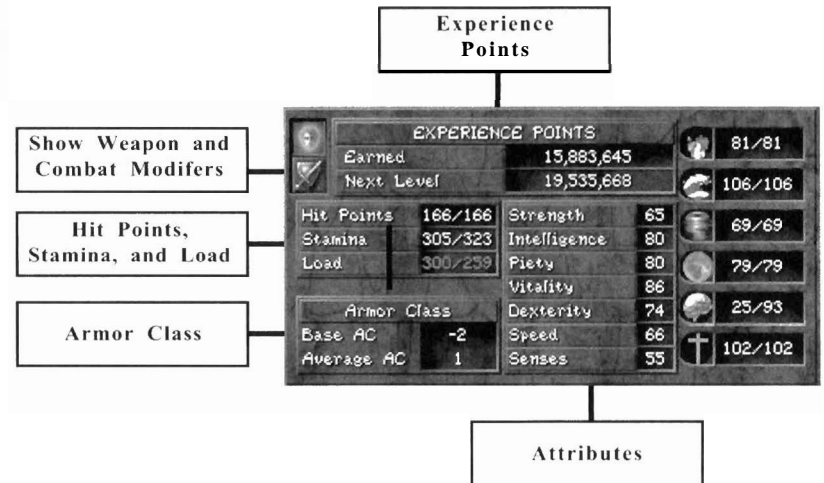 Experience
Points
Show Weapon and
Combat Modifers
Hit Points,
Stamina, and Load
Armor Class
EXPERIENCE POINTS
Earned 15,883,645
Next Level 19,535,668
Hit Points 166/166
Stamina 305/323
Load 300/259
Armor Class
Base AC -2
Average AC 1
Strength 65
Intelligence 80
Piety 80
Vitality 86
Dexterity 74
Speed 66
Senses 55
81/81
106/106
69/69
79/79
25/93
102/102
Attributes